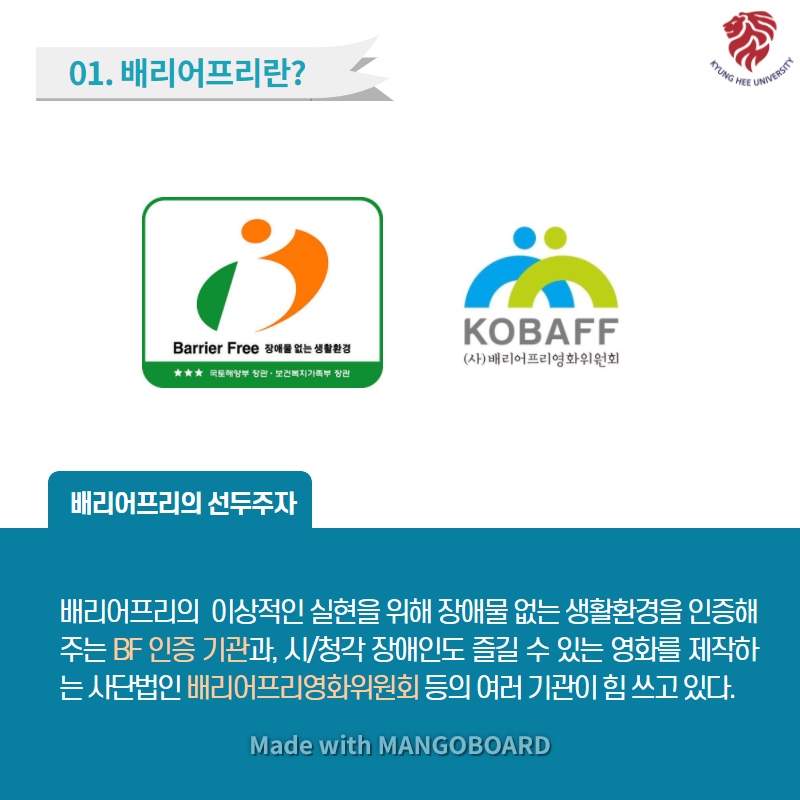 01. 배리어프리란?
KYUNG HEE UNIVERSITY
Barrier Free 장애물 없는 생활환경
★★★ 국토해양부 장관 · 보건복지가족부 장관
KOBAFF
(사)배리어프리영화위원회
배리어프리의 선두주자
배리어프리의 이상적인 실현을 위해 장애물 없는 생활환경을 인증해
주는 BF 인증 기관과, 시/청각 장애인도 즐길 수 있는 영화를 제작하
는 사단법인 배리어프리영화위원회 등의 여러 기관이 힘 쓰고 있다.
Made with MANGOBOARD